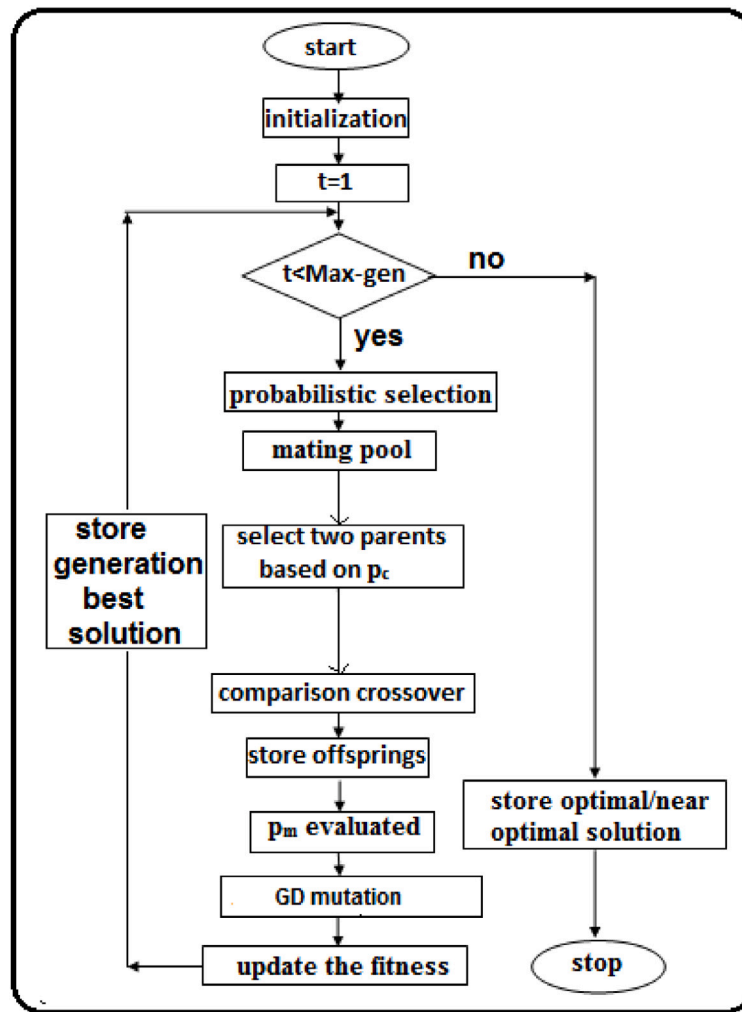 start
initialization
t=1
t<Max-gen
no
yes
probabilistic selection
mating pool
select two parents
based on pc
store
generation
best
solution
comparison crossover
store offsprings
pm evaluated
GD mutation
update the fitness
store optimal/near
optimal solution
stop